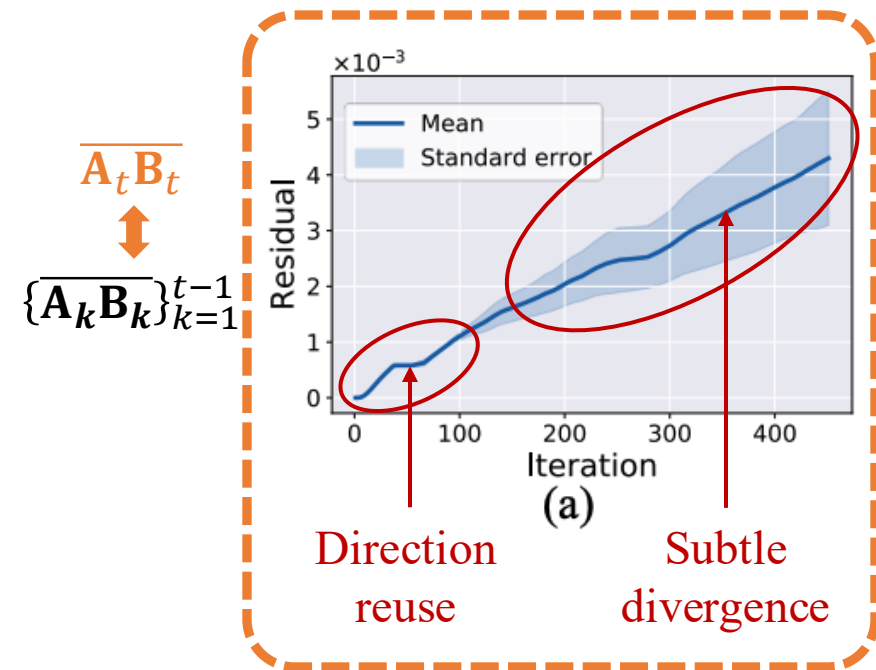 ×10⁻³
5
4
3
2
1
0
Residual
Mean
Standard error
0 100 200 300 400
Iteration
(a)
Direction
reuse
Subtle
divergence
A_t B_t
{A_k B_k}_{k=1}^{t-1}